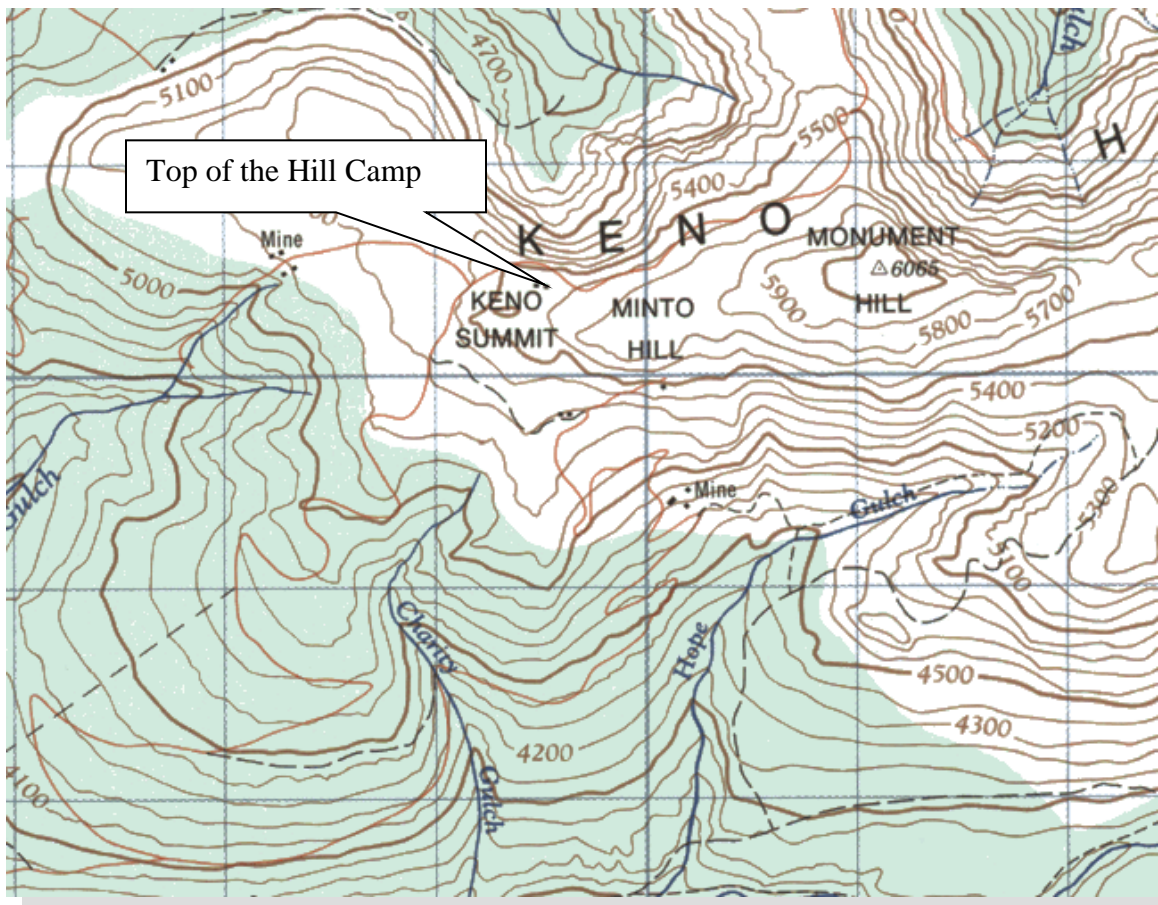 Gulch
4700
5100
5500
H
5400
Top of the Hill Camp
KENO
MONUMENT
Mine
6065
5000
KENO
MINTO
5900
HILL
5700
SUMMIT
5800
HILL
5400
5200
Gulch
Mine
Gulch
5300
5100
Charity
Hope
4500
4300
4200
4100
Gulch